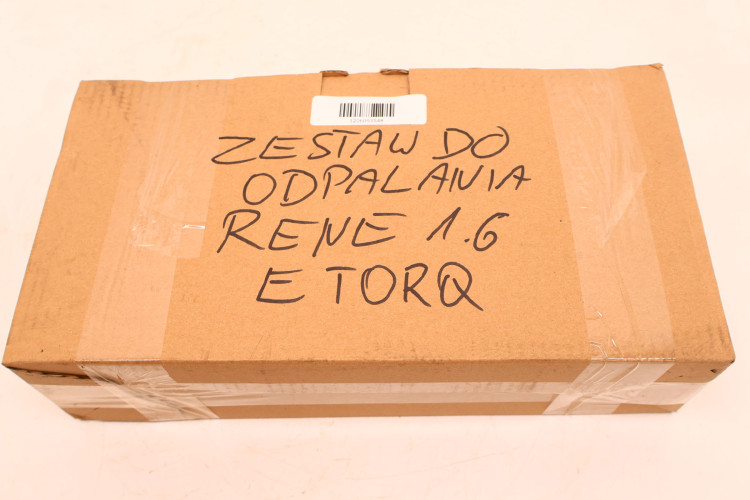 ZESTAW DO
ODPALANIA
RENE 1.6
E TORQ